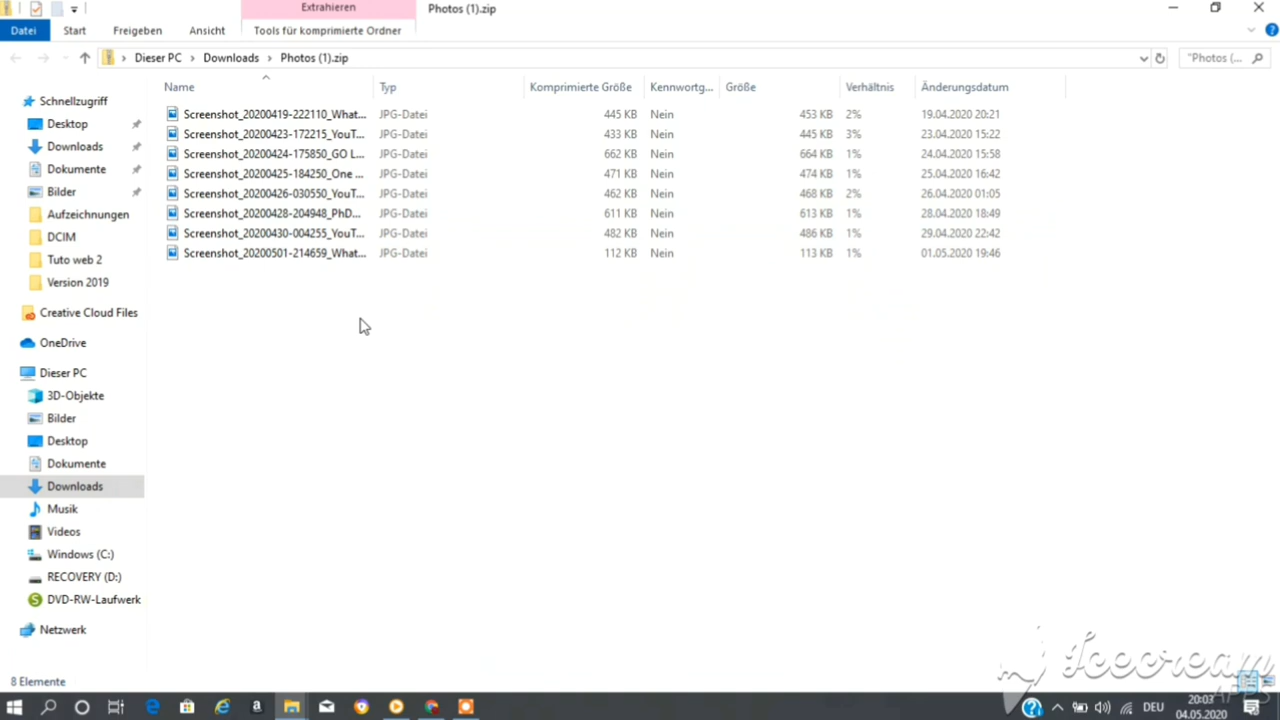 Extrahieren
Photos (1).zip
Datei
Start
Freigeben
Ansicht
Tools für komprimierte Ordner
Dieser PC > Downloads > Photos (1).zip
"Photos (...
Name
Typ
Komprimierte Größe
Kennwortg...
Größe
Verhältnis
Änderungsdatum
Screenshot_20200419-222110_What... JPG-Datei 445 KB Nein 453 KB 2% 19.04.2020 20:21
Screenshot_20200423-172215_YouT... JPG-Datei 433 KB Nein 445 KB 3% 23.04.2020 15:22
Screenshot_20200424-175850_GO L... JPG-Datei 662 KB Nein 664 KB 1% 24.04.2020 15:58
Screenshot_20200425-184250_One ... JPG-Datei 471 KB Nein 474 KB 1% 25.04.2020 16:42
Screenshot_20200426-030550_YouT... JPG-Datei 462 KB Nein 468 KB 2% 26.04.2020 01:05
Screenshot_20200428-204948_PhD... JPG-Datei 611 KB Nein 613 KB 1% 28.04.2020 18:49
Screenshot_20200430-004255_YouT... JPG-Datei 482 KB Nein 486 KB 1% 29.04.2020 22:42
Screenshot_20200501-214659_What... JPG-Datei 112 KB Nein 113 KB 1% 01.05.2020 19:46
Schnellzugriff
Desktop
Downloads
Dokumente
Bilder
Aufzeichnungen
DCIM
Tuto web 2
Version 2019
Creative Cloud Files
OneDrive
Dieser PC
3D-Objekte
Bilder
Desktop
Dokumente
Downloads
Musik
Videos
Windows (C:)
RECOVERY (D:)
DVD-RW-Laufwerk
Netzwerk
8 Elemente
Icecream
APPS
DEU
20:03
04.05.2020